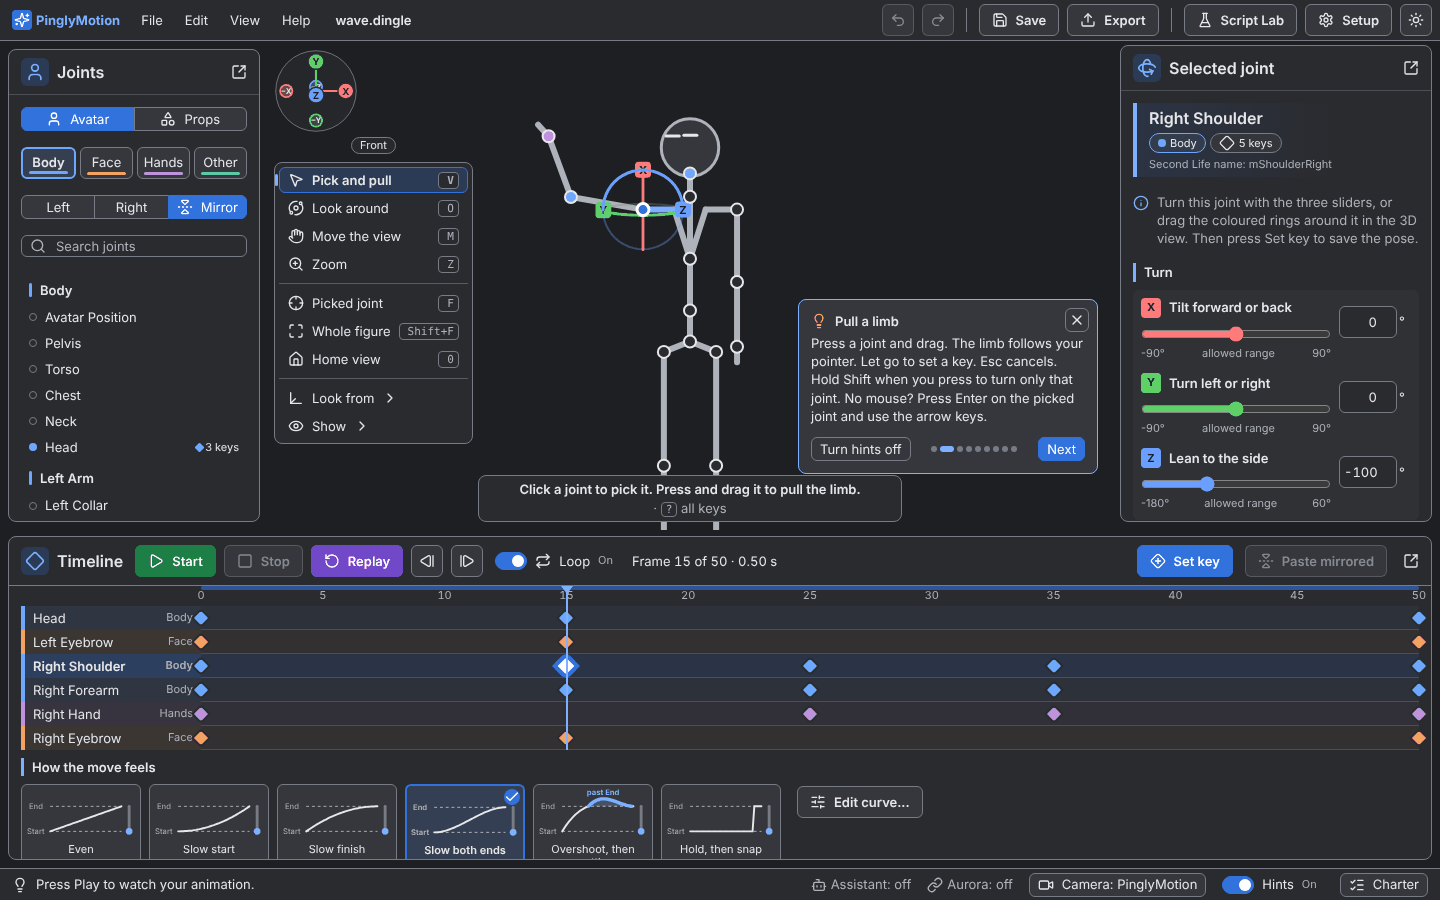 PinglyMotion File Edit View Help wave.dingle Save Export Script Lab Setup
Joints
Avatar Props
Body Face Hands Other
Left Right Mirror
Search joints
Body
Avatar Position
Pelvis
Torso
Chest
Neck
Head 3 keys
Left Arm
Left Collar
Y
-X Z X
-Y
Front
Pick and pull V
Look around O
Move the view M
Zoom Z
Picked joint F
Whole figure Shift+F
Home view 0
Look from
Show
X
Y Z
Pull a limb
Press a joint and drag. The limb follows your
pointer. Let go to set a key. Esc cancels.
Hold Shift when you press to turn only that
joint. No mouse? Press Enter on the picked
joint and use the arrow keys.
Turn hints off Next
Click a joint to pick it. Press and drag it to pull the limb.
· ? all keys
Selected joint
Right Shoulder
Body 5 keys
Second Life name: mShoulderRight
Turn this joint with the three sliders, or
drag the coloured rings around it in the 3D
view. Then press Set key to save the pose.
Turn
X Tilt forward or back 0 °
-90° allowed range 90°
Y Turn left or right 0 °
-90° allowed range 90°
Z Lean to the side -100 °
-180° allowed range 60°
Timeline Start Stop Replay Loop On Frame 15 of 50 · 0.50 s Set key Paste mirrored
0 5 10 15 20 25 30 35 40 45 50
Head Body
Left Eyebrow Face
Right Shoulder Body
Right Forearm Body
Right Hand Hands
Right Eyebrow Face
How the move feels
End Start Even
End Start Slow start
End Start Slow finish
End Start Slow both ends
past End End Start Overshoot, then
End Start Hold, then snap
Edit curve...
Press Play to watch your animation. Assistant: off Aurora: off Camera: PinglyMotion Hints On Charter